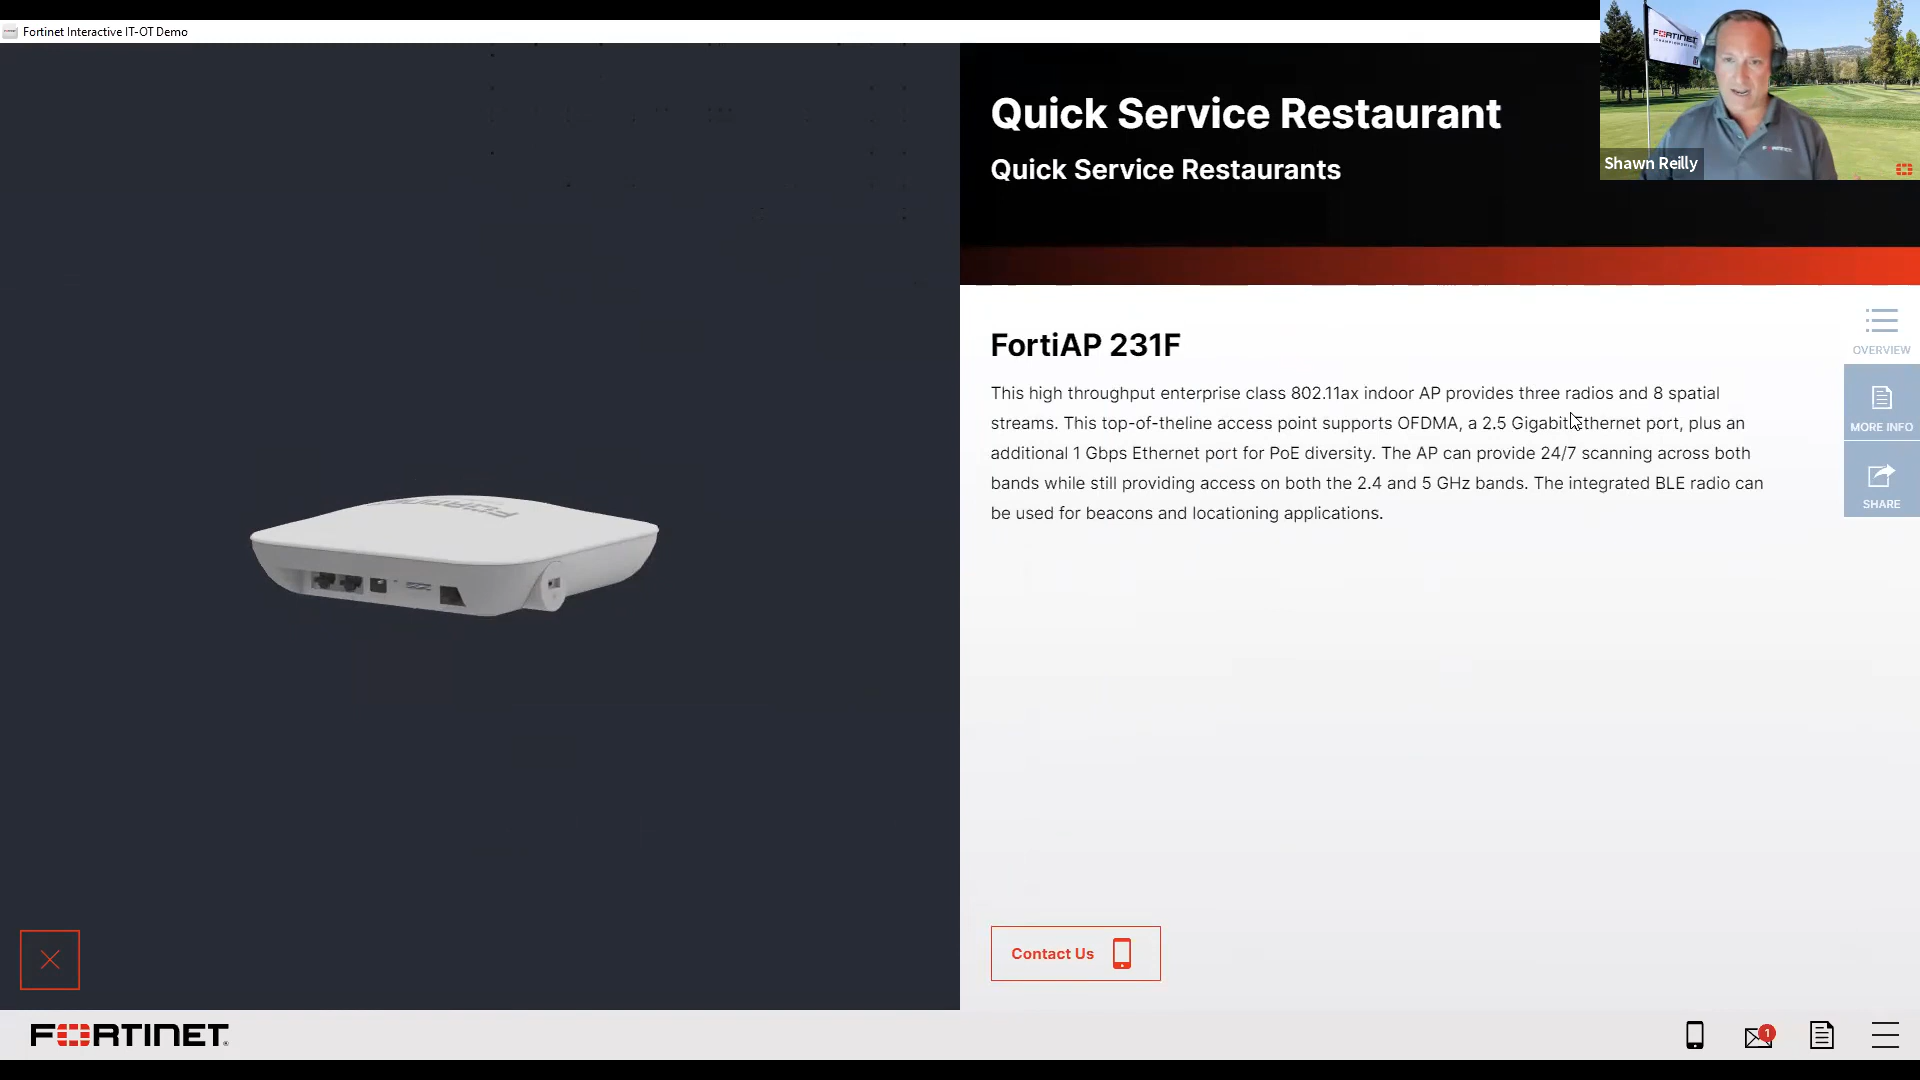 Fortinet Interactive IT-OT Demo
Quick Service Restaurant
Quick Service Restaurants
FORTINET
Shawn Reilly
FortiAP 231F
This high throughput enterprise class 802.11ax indoor AP provides three radios and 8 spatial
streams. This top-of-theline access point supports OFDMA, a 2.5 Gigabit Ethernet port, plus an
additional 1 Gbps Ethernet port for PoE diversity. The AP can provide 24/7 scanning across both
bands while still providing access on both the 2.4 and 5 GHz bands. The integrated BLE radio can
be used for beacons and locationing applications.
OVERVIEW
MORE INFO
SHARE
Contact Us
FORTINET
1